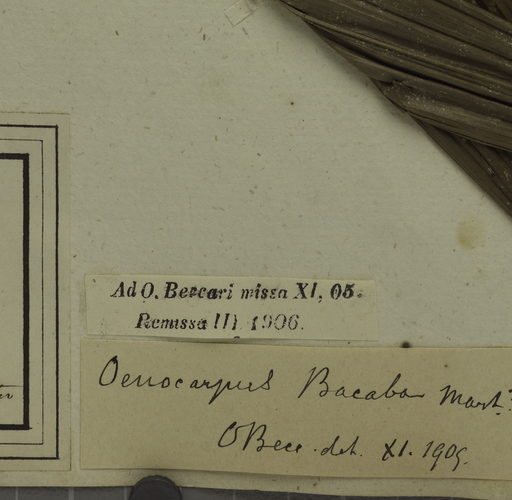 Ad O. Beccari missa XI, 05.
Remissa III 1906.
Oenocarpus Bacaba Mart.
O Becc. det. XI. 1905.